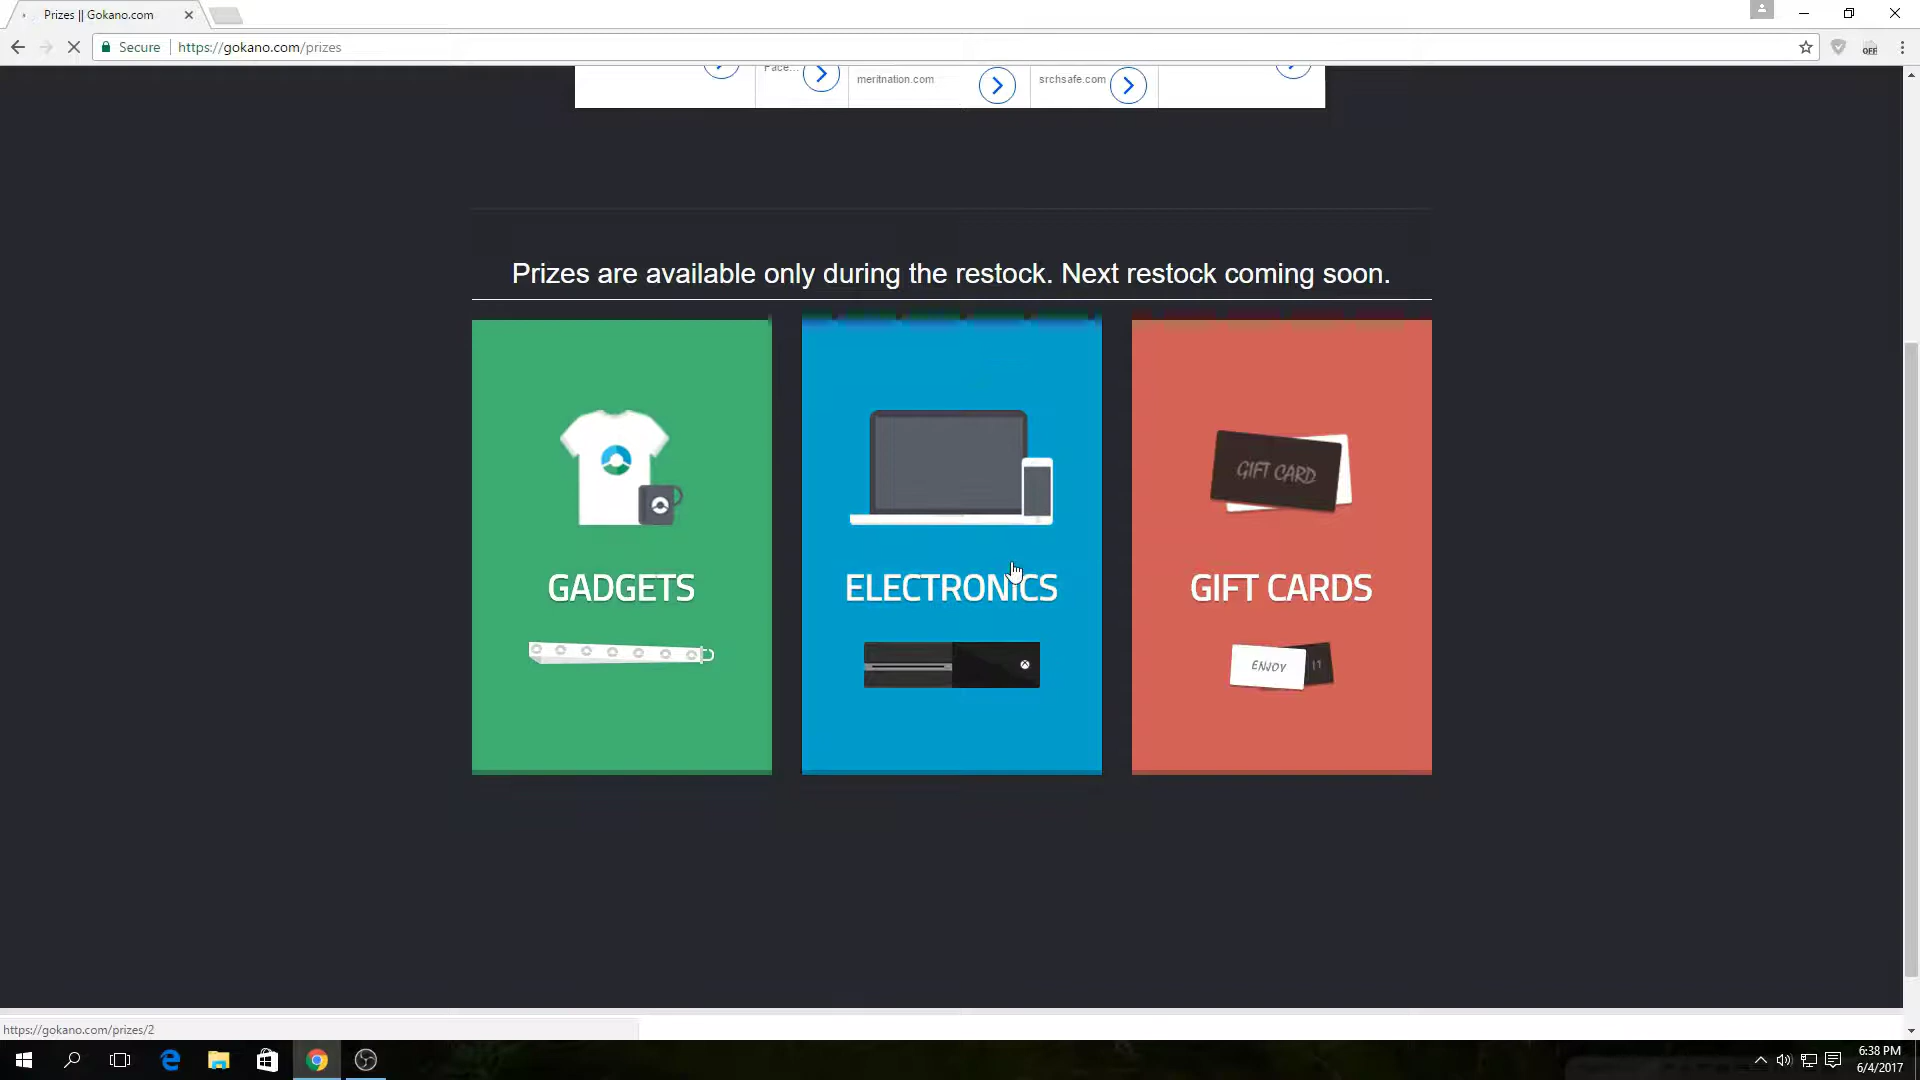 Prizes || Gokano.com
Secure
https://gokano.com/prizes
OFF
Face...
meritnation.com
srchsafe.com
Prizes are available only during the restock. Next restock coming soon.
GIFT CARD
GADGETS
ELECTRONICS
GIFT CARDS
ENJOY
https://gokano.com/prizes/2
6:38 PM
6/4/2017